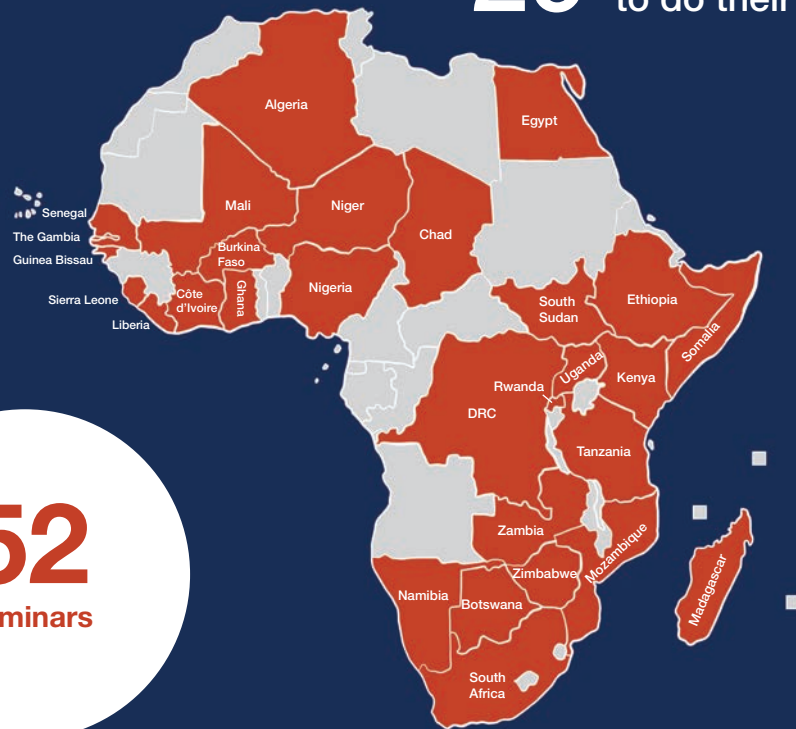 to do their
Algeria
Egypt
Mali
Niger
Chad
Senegal
The Gambia
Guinea Bissau
Burkina
Faso
Nigeria
Ghana
Côte
d'Ivoire
Sierra Leone
Liberia
South
Sudan
Ethiopia
Somalia
Uganda
Kenya
Rwanda
DRC
Tanzania
52
minars
Zambia
Mozambique
Zimbabwe
Madagascar
Namibia
Botswana
South
Africa